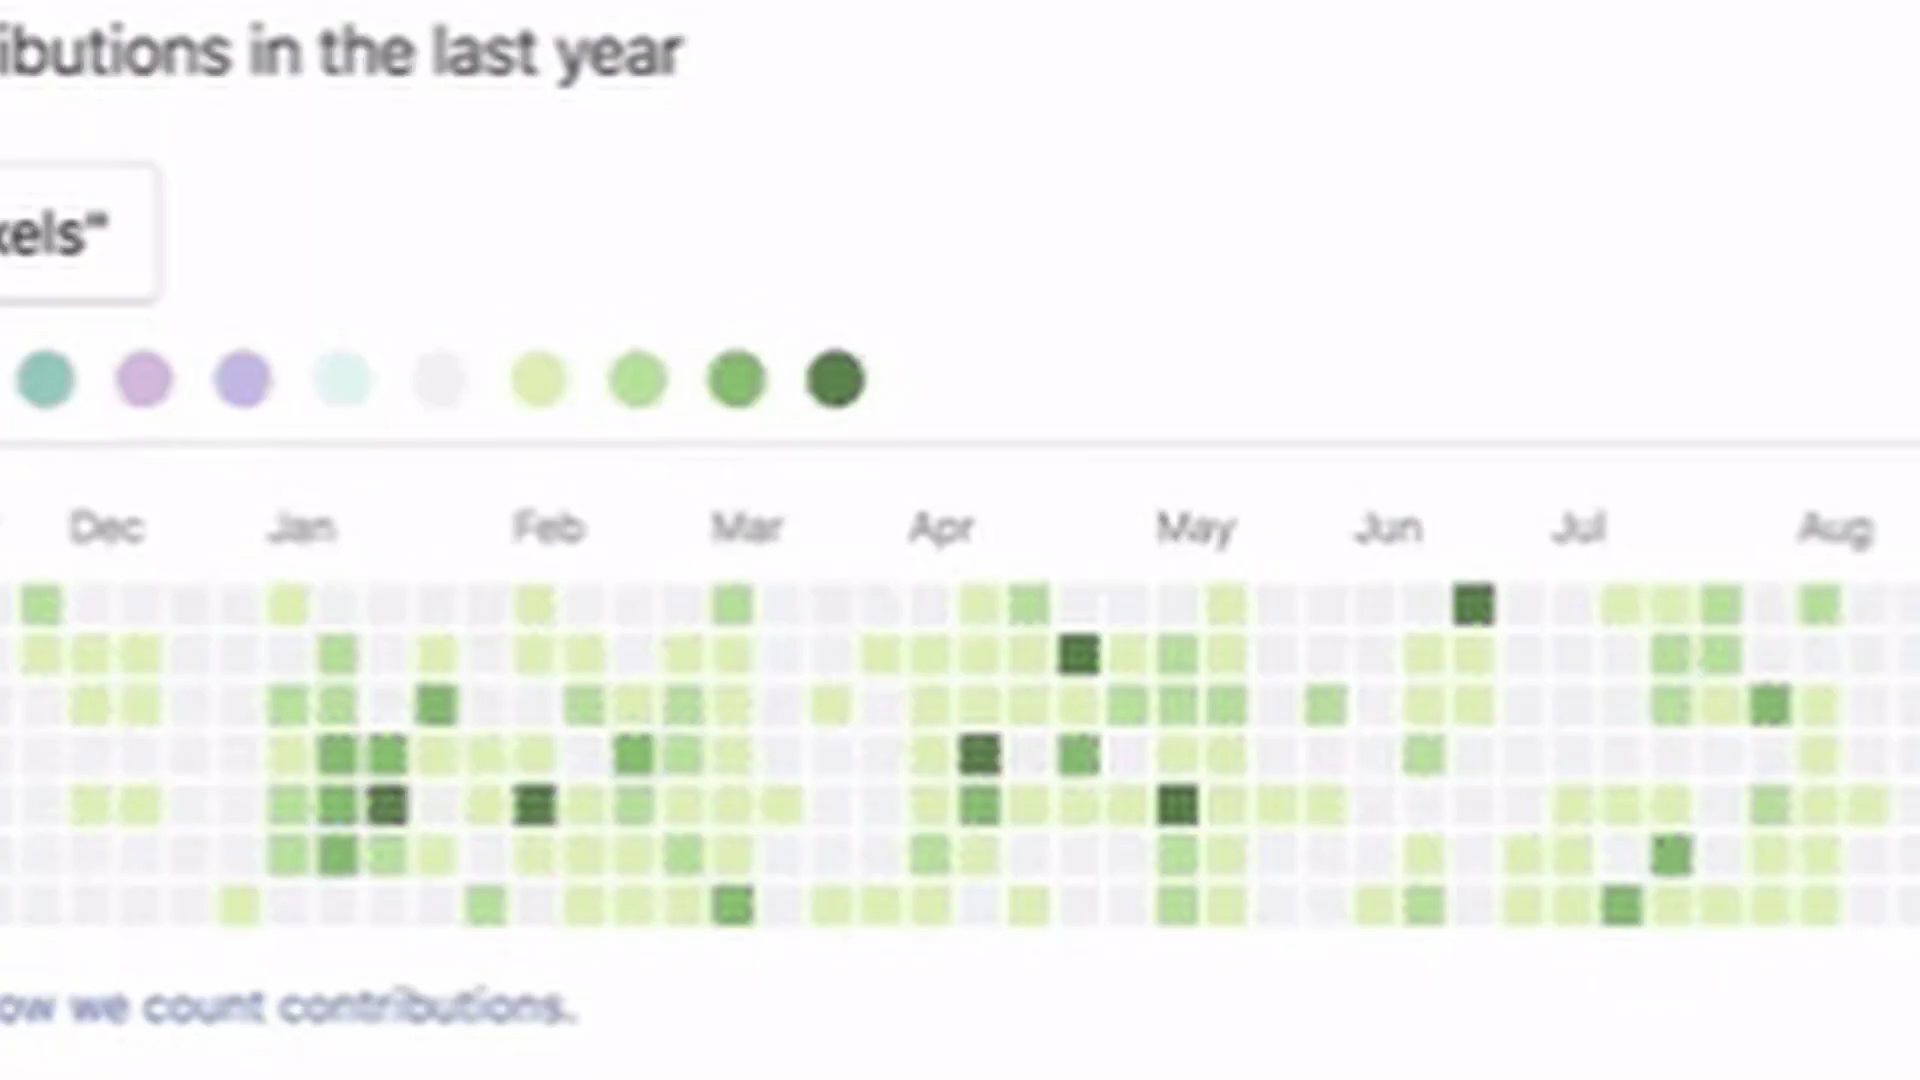 ibutions in the last year
xels"
Dec Jan Feb Mar Apr May Jun Jul Aug
ow we count contributions.